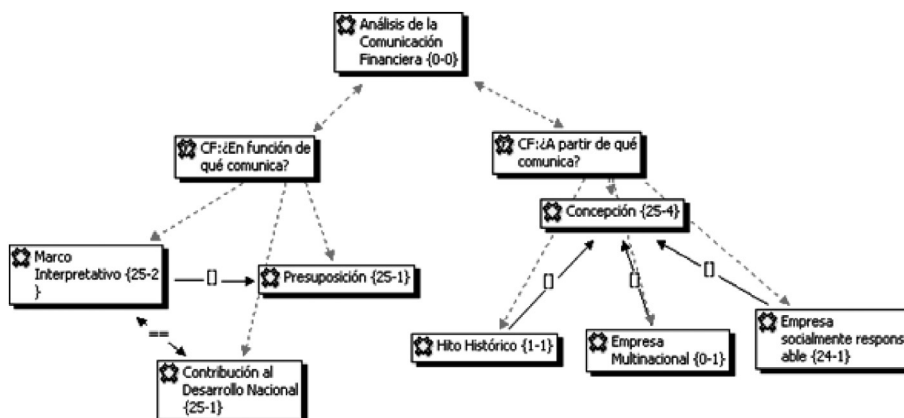 Análisis de la
Comunicación
Financiera {0-0}
CF:¿En función de
qué comunica?
CF:¿A partir de qué
comunica?
Concepción {25-4}
Marco
Interpretativo {25-2
}
[]
Presuposición {25-1}
[]
[]
[]
==
Hito Histórico {1-1}
Empresa
Multinacional {0-1}
Empresa
socialmente respons
able {24-1}
Contribución al
Desarrollo Nacional
{25-1}